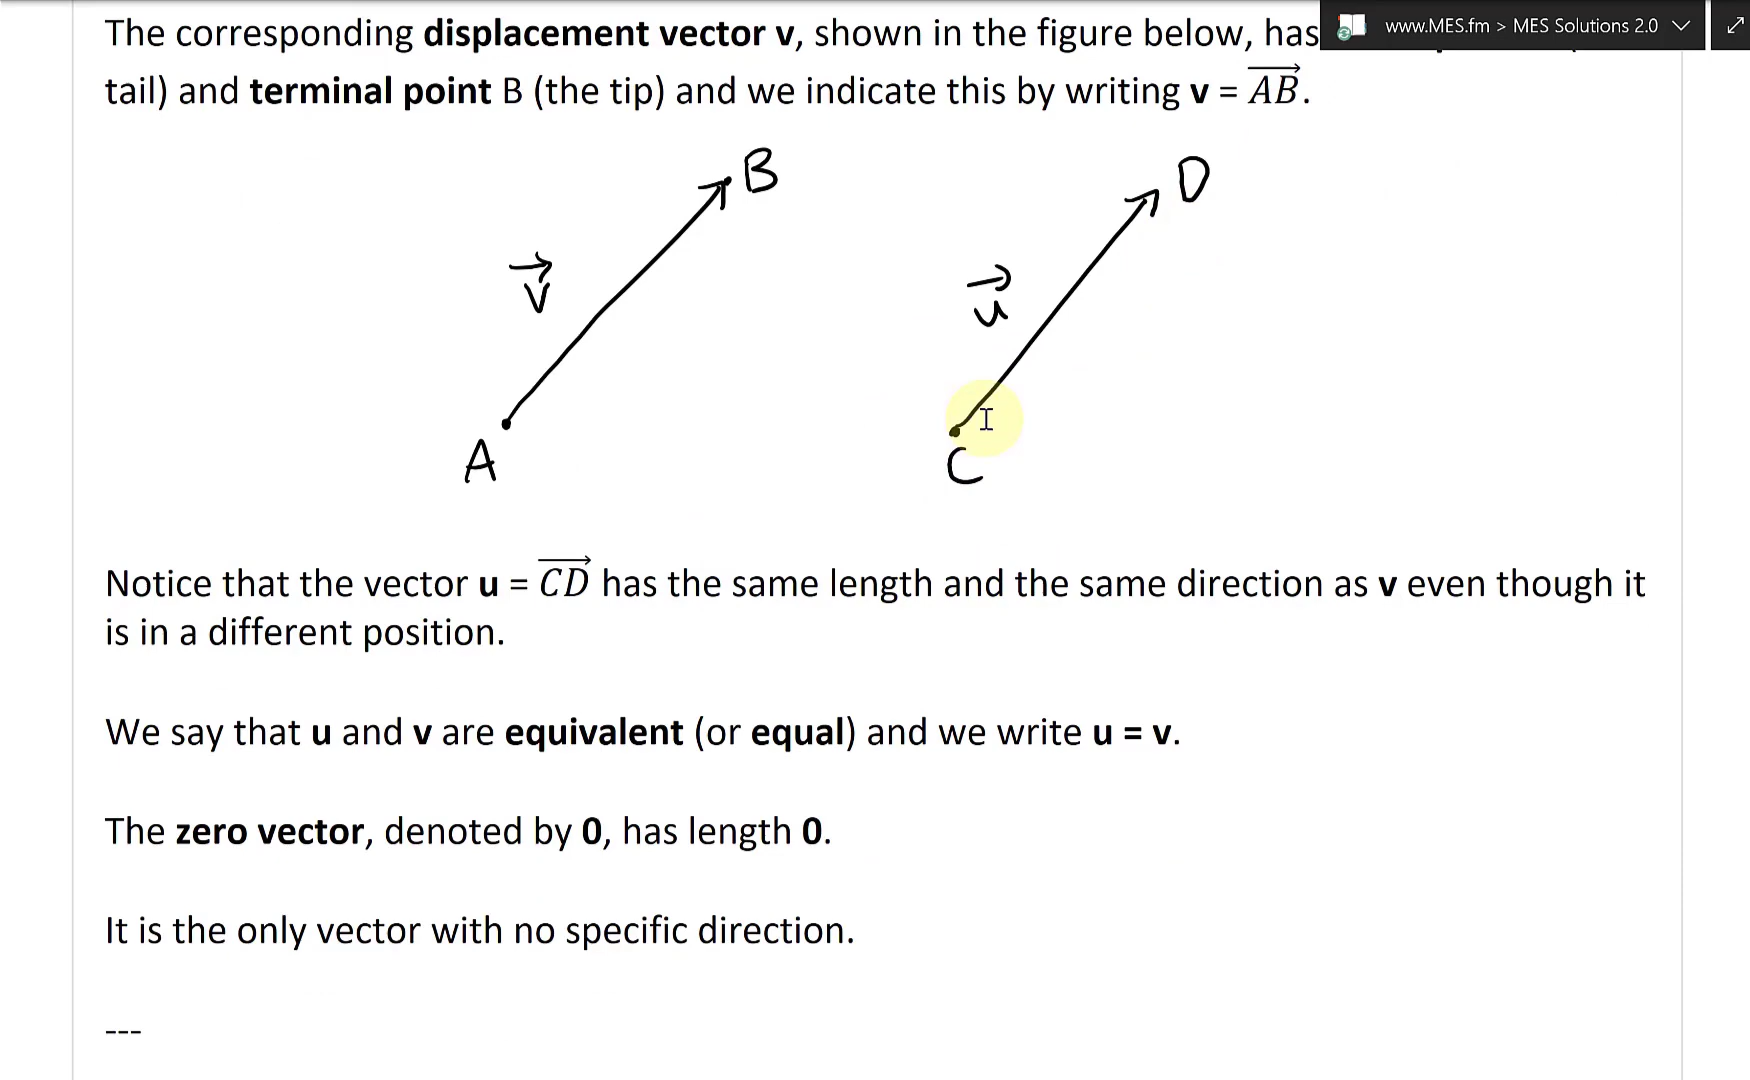 The corresponding displacement vector v, shown in the figure below, has
www.MES.fm > MES Solutions 2.0
tail) and terminal point B (the tip) and we indicate this by writing v = \overrightarrow{AB}.
B
D
\vec{v}
\vec{u}
A
C
Notice that the vector u = \overrightarrow{CD} has the same length and the same direction as v even though it
is in a different position.
We say that u and v are equivalent (or equal) and we write u = v.
The zero vector, denoted by 0, has length 0.
It is the only vector with no specific direction.
---